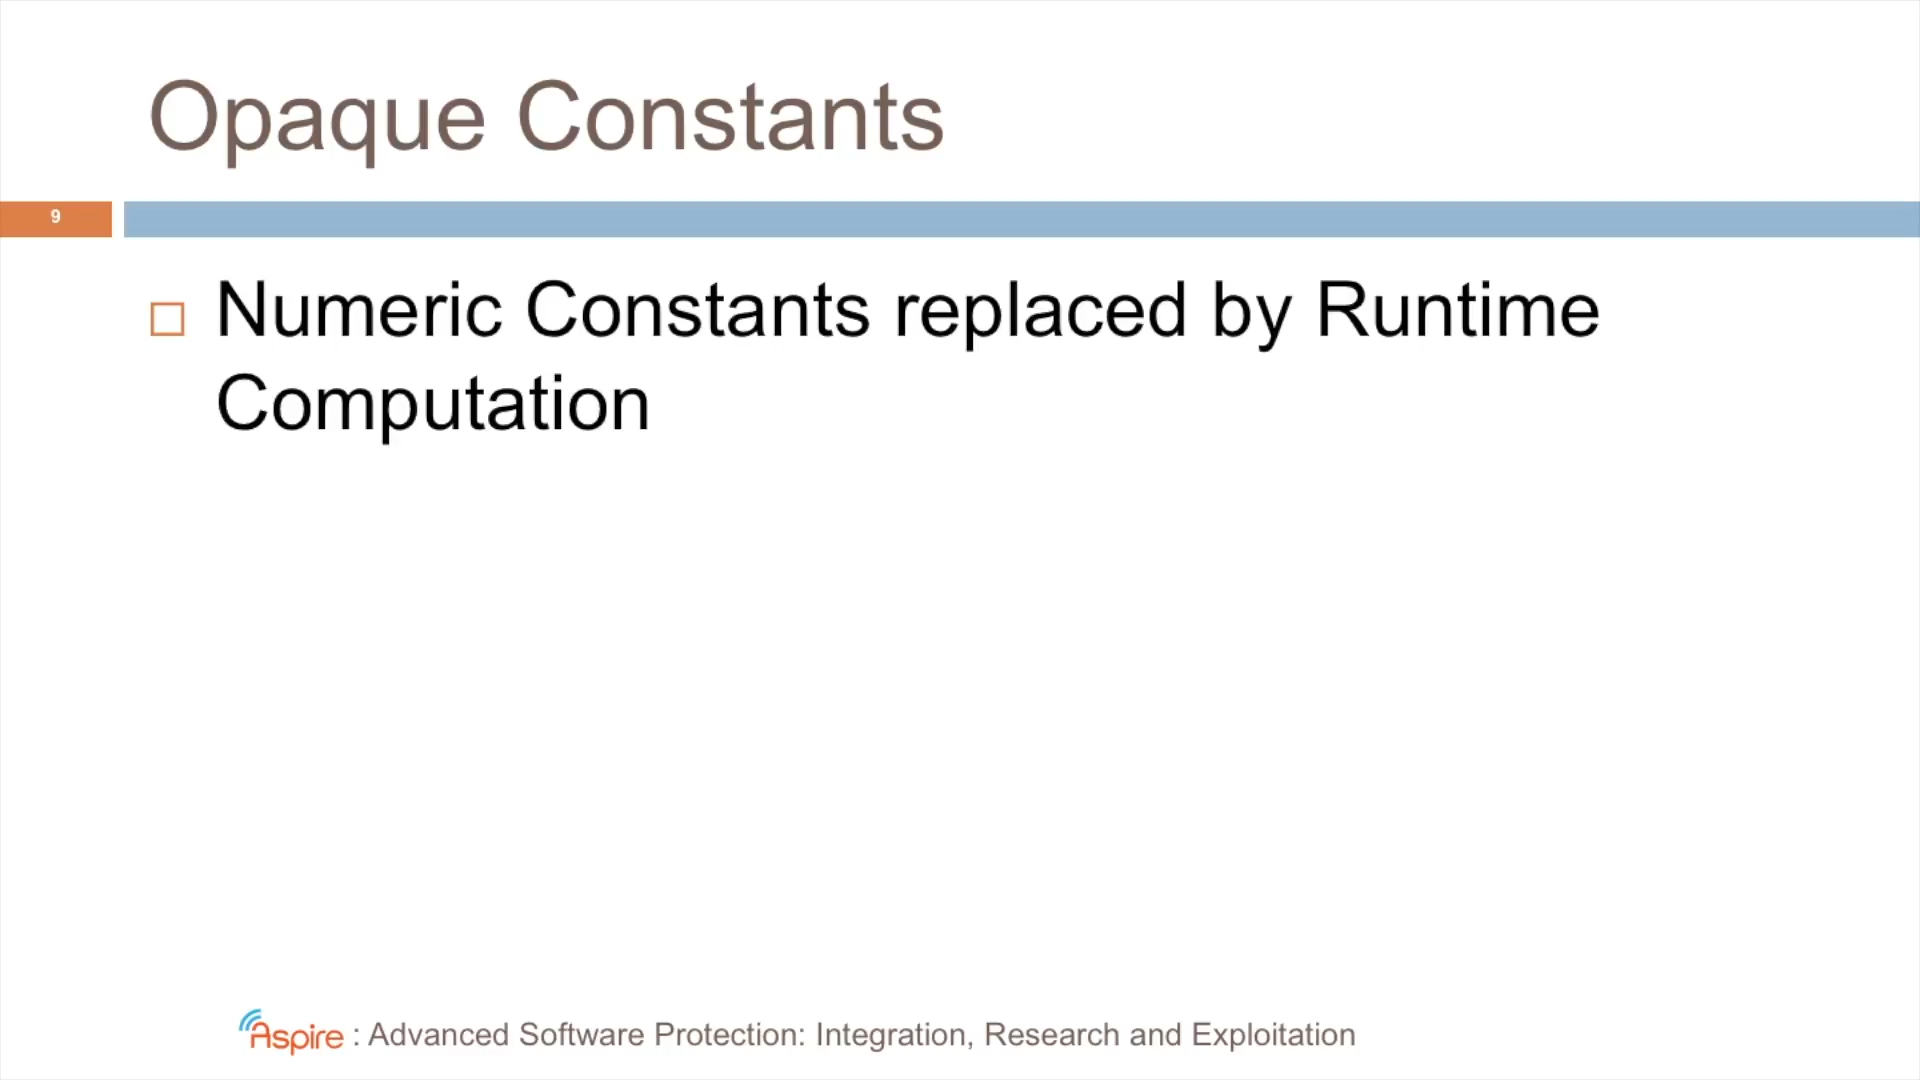 Opaque Constants
9
Numeric Constants replaced by Runtime
Computation
Aspire : Advanced Software Protection: Integration, Research and Exploitation